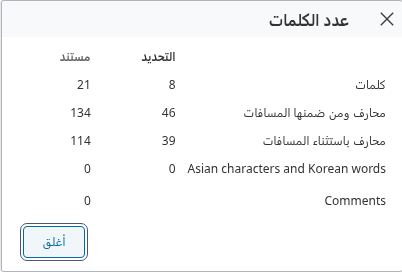 عدد الكلمات
التحديد مستند
كلمات 8 21
محارف ومن ضمنها المسافات 46 134
محارف باستثناء المسافات 39 114
Asian characters and Korean words 0 0
Comments 0
أغلق